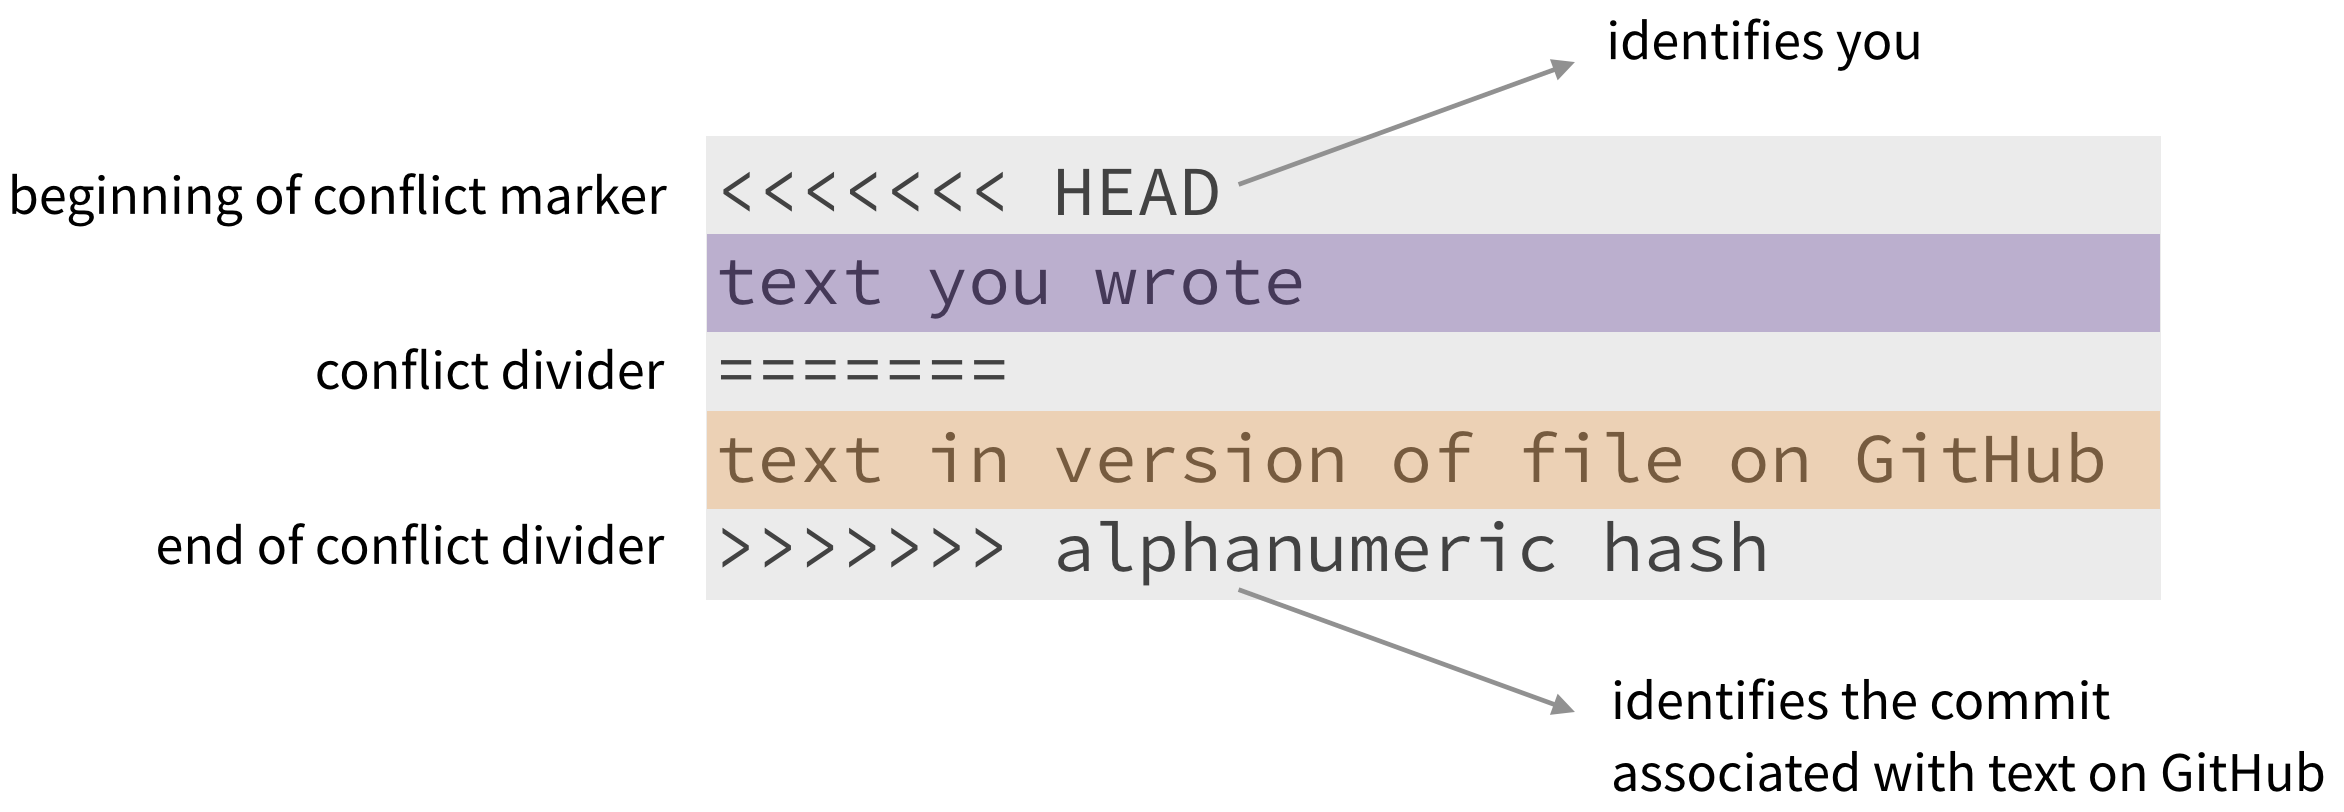 identifies you
beginning of conflict marker <<<<<<< HEAD
text you wrote
conflict divider =======
text in version of file on GitHub
end of conflict divider >>>>>>> alphanumeric hash
identifies the commit
associated with text on GitHub